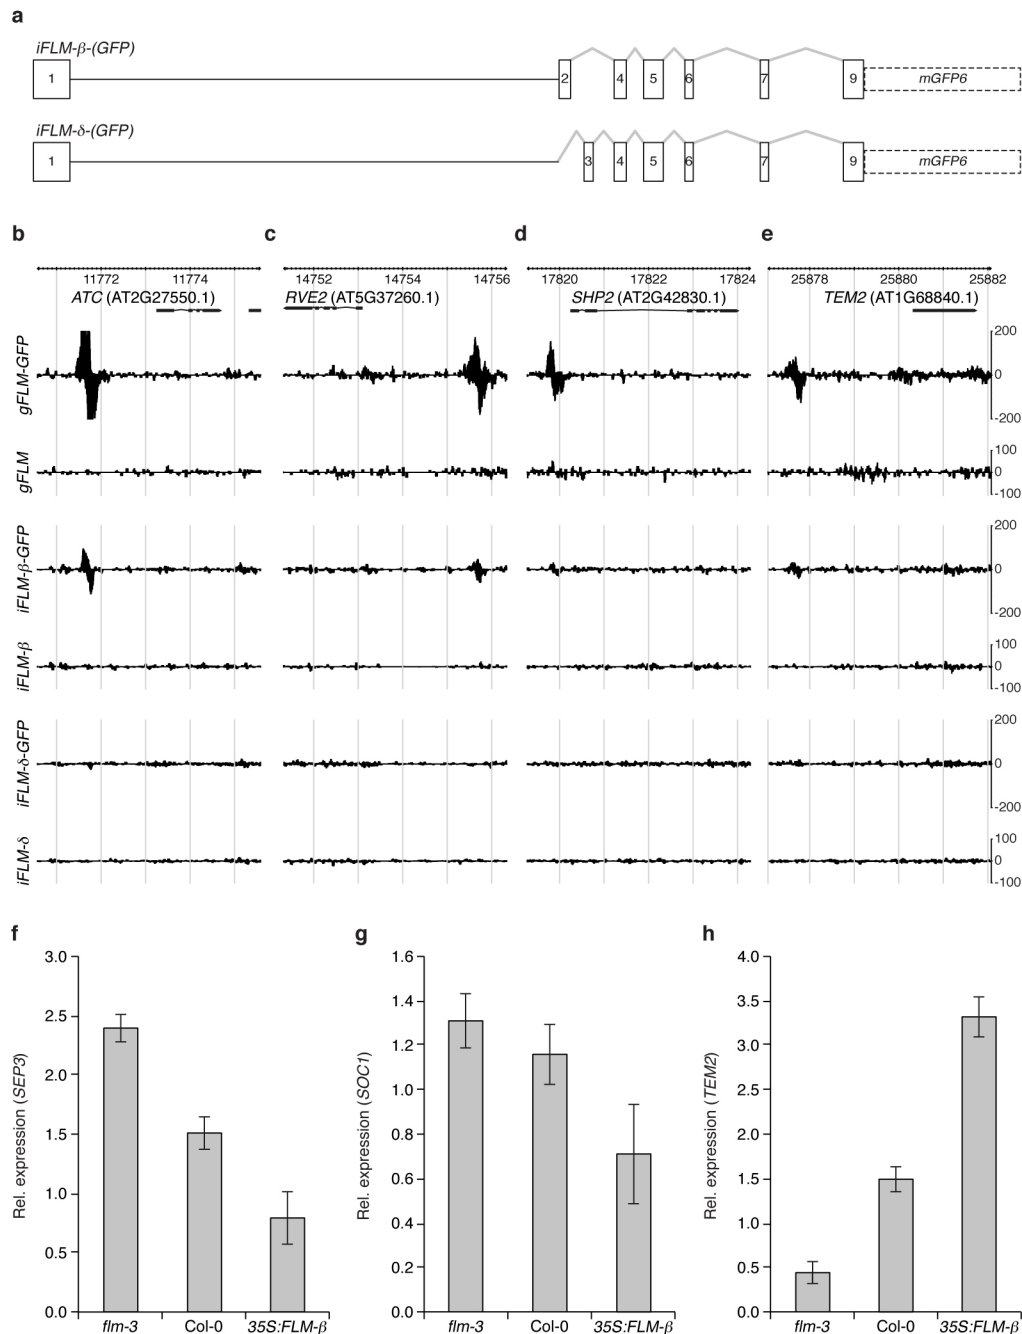 a
iFLM-β-(GFP)
1 2 4 5 6 7 9 mGFP6
iFLM-δ-(GFP)
1 3 4 5 6 7 9 mGFP6
b c d e
11772 11774 14752 14754 14756 17820 17822 17824 25878 25880 25882
ATC (AT2G27550.1) RVE2 (AT5G37260.1) SHP2 (AT2G42830.1) TEM2 (AT1G68840.1)
gFLM-GFP
200
0
-200
gFLM
100
0
-100
iFLM-β-GFP
200
0
-200
iFLM-β
100
0
-100
iFLM-δ-GFP
200
0
-200
iFLM-δ
100
0
-100
f
Rel. expression (SEP3)
3.0
2.5
2.0
1.5
1.0
0.5
0.0
flm-3 Col-0 35S:FLM-β
g
Rel. expression (SOC1)
1.6
1.4
1.2
1.0
0.8
0.6
0.4
0.2
0.0
flm-3 Col-0 35S:FLM-β
h
Rel. expression (TEM2)
4.0
3.5
3.0
2.5
2.0
1.5
1.0
0.5
0.0
flm-3 Col-0 35S:FLM-β